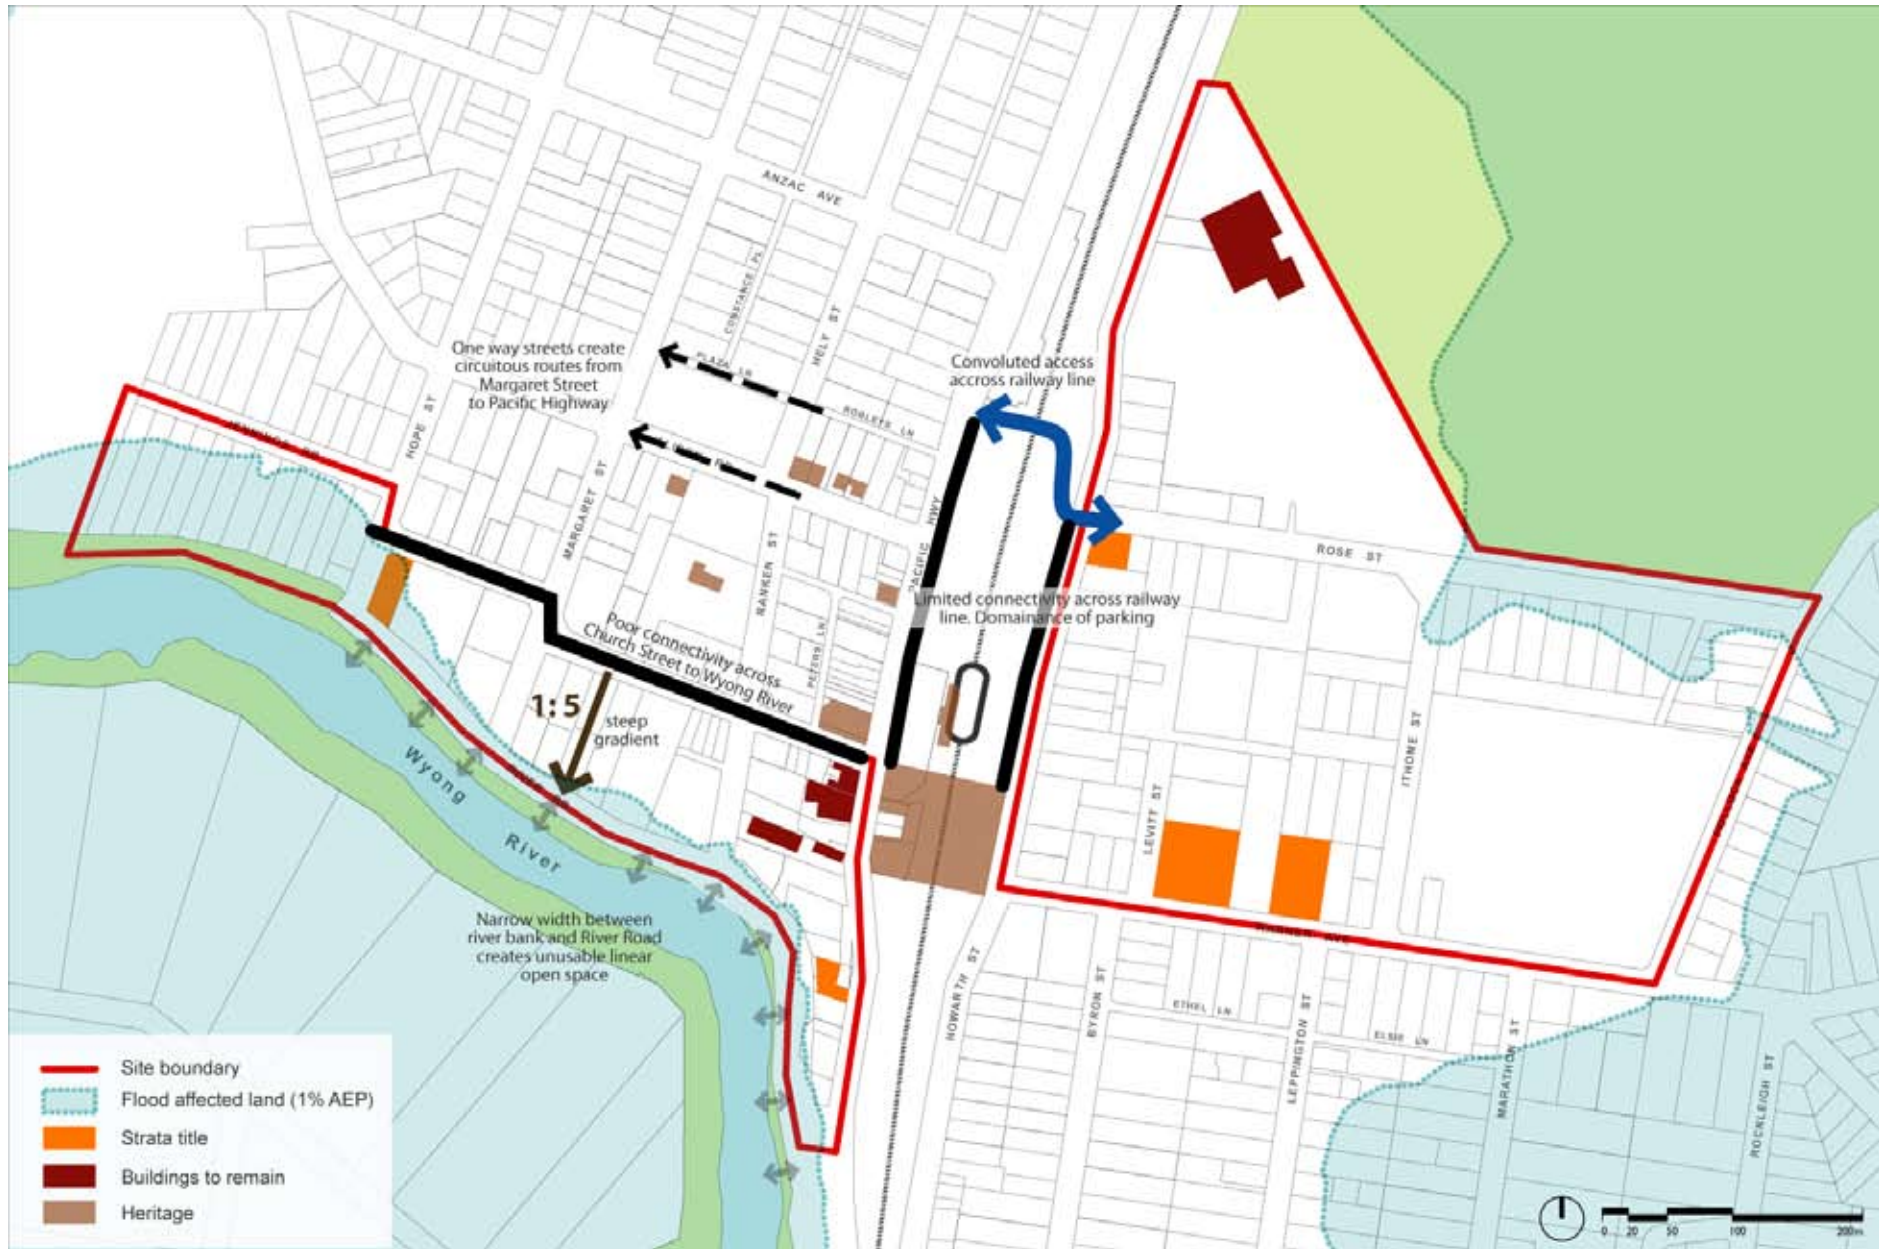 ANZAC AVE
CONSTANCE PL
HELY ST
One way streets create
circuitous routes from
Margaret Street
to Pacific Highway
PLAZA LN
Convoluted access
accross railway line
HOPE ST
MARGARET ST
RANKEN ST
PACIFIC HWY
ROSE ST
Limited connectivity across railway
line. Domainance of parking
Poor connectivity across
Church Street to Wyong River
PETERS LN
1:5
steep
gradient
Wyong
River
ITHONE ST
LEVITT ST
WARNER AVE
Narrow width between
river bank and River Road
creates unusable linear
open space
HOWARTH ST
BYRON ST
ETHEL LN
LEPPINGTON ST
ELSIE LN
MARATHON ST
ROCKLEIGH ST
Site boundary
Flood affected land (1% AEP)
Strata title
Buildings to remain
Heritage
0 20 50 100 200m